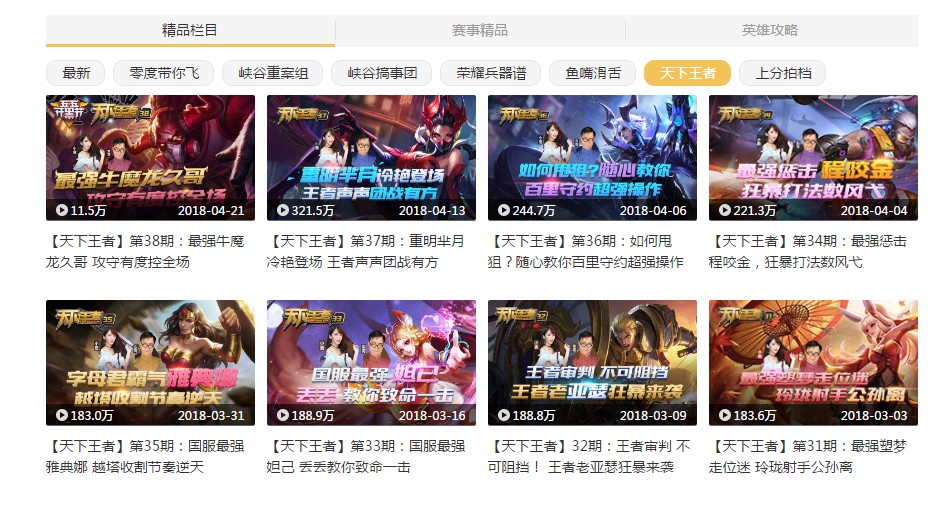 精品栏目
赛事精品
英雄攻略
最新
零度带你飞
峡谷重案组
峡谷搞事团
荣耀兵器谱
鱼嘴滑舌
天下王者
上分拍档
天下王者 38
最强牛魔龙久哥
攻守有度控全场
11.5万
2018-04-21
天下王者 37
重明芈月冷艳登场
王者声声团战有方
321.5万
2018-04-13
天下王者 36
如何甩狙?随心教你
百里守约超强操作
244.7万
2018-04-06
天下王者 34
最强惩击 程咬金
狂暴打法数风弋
221.3万
2018-04-04
【天下王者】第38期：最强牛魔
龙久哥 攻守有度控全场
【天下王者】第37期：重明芈月
冷艳登场 王者声声团战有方
【天下王者】第36期：如何甩
狙？随心教你百里守约超强操作
【天下王者】第34期：最强惩击
程咬金，狂暴打法数风弋
天下王者 35
字母君霸气雅典娜
越塔收割节奏逆天
183.0万
2018-03-31
天下王者 33
国服最强 妲己
丢丢教你致命一击
188.9万
2018-03-16
天下王者 32
王者审判 不可阻挡
王者老亚瑟狂暴来袭
188.8万
2018-03-09
天下王者 31
最强塑梦走位迷
玲珑射手公孙离
183.6万
2018-03-03
【天下王者】第35期：国服最强
雅典娜 越塔收割节奏逆天
【天下王者】第33期：国服最强
妲己 丢丢教你致命一击
【天下王者】32期：王者审判 不
可阻挡！ 王者老亚瑟狂暴来袭
【天下王者】第31期：最强塑梦
走位迷 玲珑射手公孙离